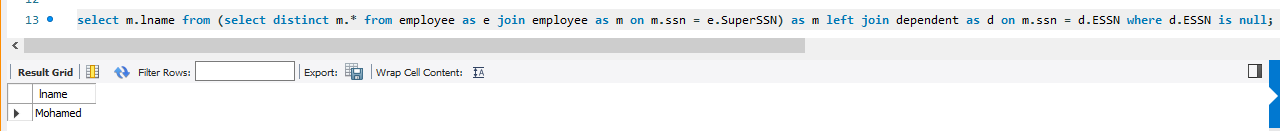 13 select m.lname from (select distinct m.* from employee as e join employee as m on m.ssn = e.SuperSSN) as m left join dependent as d on m.ssn = d.ESSN where d.ESSN is null;
Result Grid Filter Rows: Export: Wrap Cell Content:
lname
Mohamed